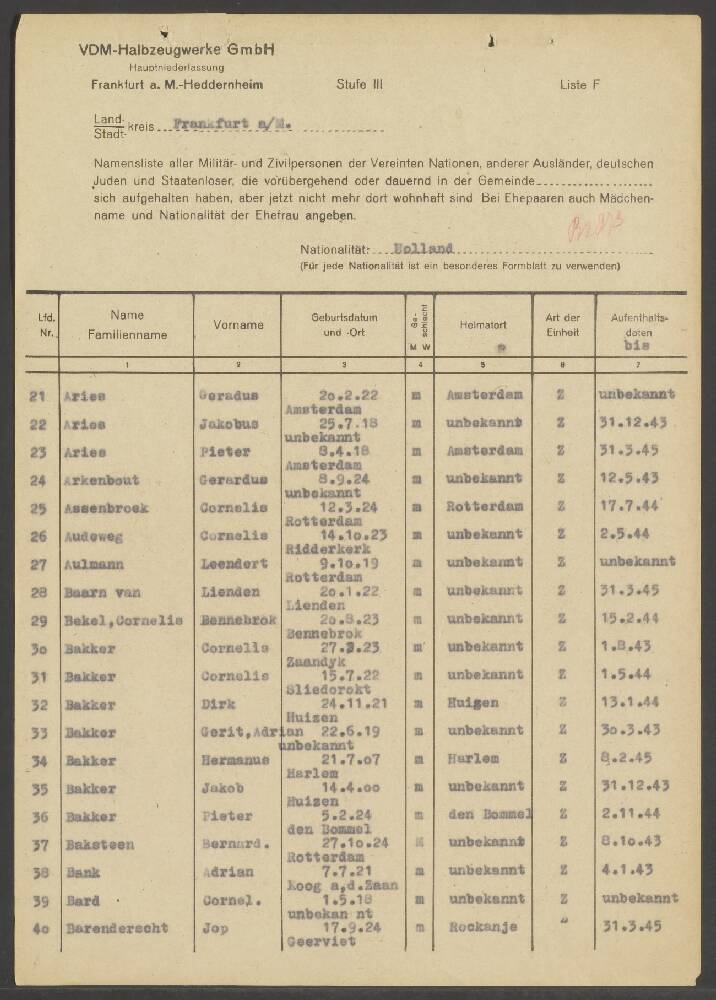 VDM-Halbzeugwerke GmbH
Hauptniederlassung
Frankfurt a. M.-Heddernheim Stufe III Liste F
Land-
Stadt- kreis Frankfurt a/M.
Namensliste aller Militär- und Zivilpersonen der Vereinten Nationen, anderer Ausländer, deutschen
Juden und Staatenloser, die vorübergehend oder dauernd in der Gemeinde
sich aufgehalten haben, aber jetzt nicht mehr dort wohnhaft sind. Bei Ehepaaren auch Mädchen-
name und Nationalität der Ehefrau angeben.
Nationalität: Holland
(Für jede Nationalität ist ein besonderes Formblatt zu verwenden)
Lfd. Nr. Name Familienname Vorname Geburtsdatum und -Ort Ge-schlecht M W Heimatort Art der Einheit Aufenthalts-daten bis
1 2 3 4 5 6 7
21 Aries Geradus 20.2.22 m Amsterdam Z unbekannt
Amsterdam
22 Aries Jakobus 25.7.18 m unbekannt Z 31.12.43
unbekannt
23 Aries Pieter 8.4.18 m Amsterdam Z 31.3.45
Amsterdam
24 Arkenbout Gerardus 8.9.24 m unbekannt Z 12.5.43
unbekannt
25 Assenbroek Cornelis 12.3.24 m Rotterdam Z 17.7.44
Rotterdam
26 Audeweg Cornelis 14.10.23 m unbekannt Z 2.5.44
Ridderkerk
27 Aulmann Leendert 9.10.19 m unbekannt Z unbekannt
Rotterdam
28 Baarn van Lienden 20.1.22 m unbekannt Z 31.3.45
Lienden
29 Bekel,Cornelis Bennebrok 20.8.23 m unbekannt Z 15.2.44
Bennebrok
30 Bakker Cornells 27. .23 m unbekannt Z 1.8.43
Zaandyk
31 Bakker Cornelis 15.7.22 m unbekannt Z 1.5.44
Sliedorokt
32 Bakker Dirk 24.11.21 m Huigen Z 13.1.44
Huizen
33 Bakker Gerit,Adrian 22.6.19 m unbekannt Z 30.3.43
unbekannt
34 Bakker Hermanus 21.7.07 m Harlem Z 8.2.45
Harlem
35 Bakker Jakob 14.4.00 m unbekannt Z 31.12.43
Huizen
36 Bakker Pieter 5.2.24 m den Bommel Z 2.11.44
den Bommel
37 Baksteen Bernard. 27.10.24 M unbekannt Z 8.10.43
Rotterdam
38 Bank Adrian 7.7.21 m unbekannt Z 4.1.43
Koog a,d.Zaan
39 Bard Cornel. 1.5.18 m unbekannt Z unbekannt
unbekan nt
40 Barenderscht Jop 17.9.24 m Rockanje " 31.3.45
Geervliet